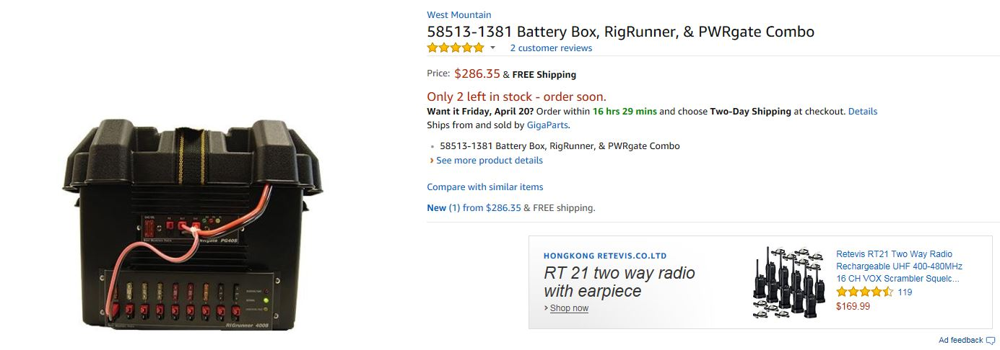 West Mountain
58513-1381 Battery Box, RigRunner, & PWRgate Combo
2 customer reviews
Price: $286.35 & FREE Shipping
Only 2 left in stock - order soon.
Want it Friday, April 20? Order within 16 hrs 29 mins and choose Two-Day Shipping at checkout. Details
Ships from and sold by GigaParts.
58513-1381 Battery Box, RigRunner, & PWRgate Combo
› See more product details
Compare with similar items
New (1) from $286.35 & FREE shipping.
PG40S
RIGrunner 4008
HONGKONG RETEVIS.CO.LTD
RT 21 two way radio
with earpiece
› Shop now
Retevis RT21 Two Way Radio
Rechargeable UHF 400-480MHz
16 CH VOX Scrambler Squelc...
119
$169.99
Ad feedback